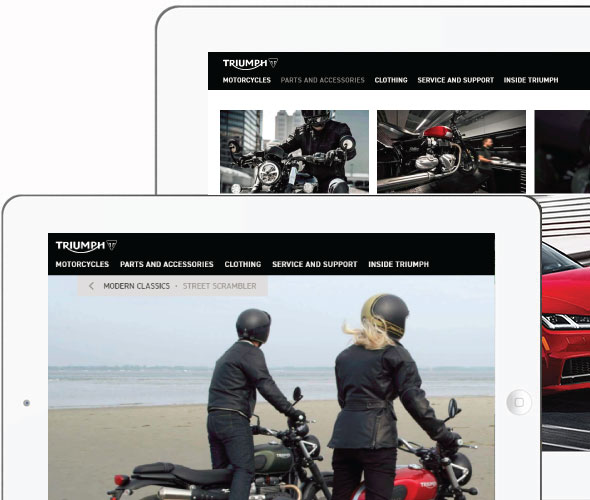 TRIUMPH
MOTORCYCLES PARTS AND ACCESSORIES CLOTHING SERVICE AND SUPPORT INSIDE TRIUMPH
TRIUMPH
MOTORCYCLES PARTS AND ACCESSORIES CLOTHING SERVICE AND SUPPORT INSIDE TRIUMPH
< MODERN CLASSICS • STREET SCRAMBLER
TRIUMPH